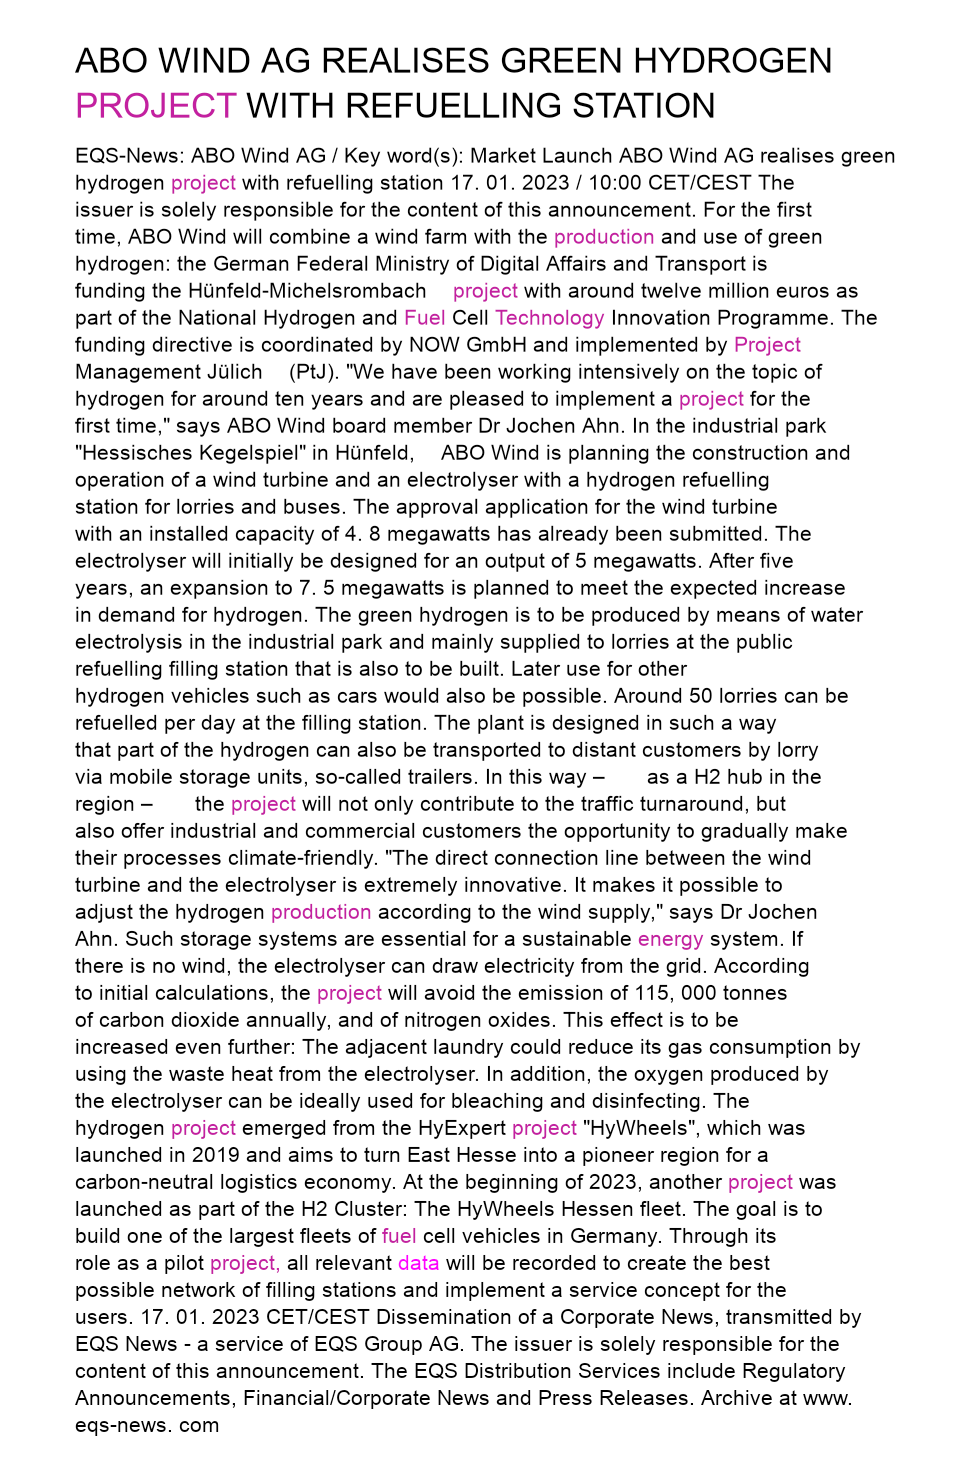 ABO WIND AG REALISES GREEN HYDROGEN
PROJECT WITH REFUELLING STATION
EQS-News: ABO Wind AG / Key word(s): Market Launch ABO Wind AG realises green
hydrogen project with refuelling station 17. 01. 2023 / 10:00 CET/CEST The
issuer is solely responsible for the content of this announcement. For the first
time, ABO Wind will combine a wind farm with the production and use of green
hydrogen: the German Federal Ministry of Digital Affairs and Transport is
funding the Hünfeld-Michelsrombach project with around twelve million euros as
part of the National Hydrogen and Fuel Cell Technology Innovation Programme. The
funding directive is coordinated by NOW GmbH and implemented by Project
Management Jülich (PtJ). "We have been working intensively on the topic of
hydrogen for around ten years and are pleased to implement a project for the
first time," says ABO Wind board member Dr Jochen Ahn. In the industrial park
"Hessisches Kegelspiel" in Hünfeld, ABO Wind is planning the construction and
operation of a wind turbine and an electrolyser with a hydrogen refuelling
station for lorries and buses. The approval application for the wind turbine
with an installed capacity of 4. 8 megawatts has already been submitted. The
electrolyser will initially be designed for an output of 5 megawatts. After five
years, an expansion to 7. 5 megawatts is planned to meet the expected increase
in demand for hydrogen. The green hydrogen is to be produced by means of water
electrolysis in the industrial park and mainly supplied to lorries at the public
refuelling filling station that is also to be built. Later use for other
hydrogen vehicles such as cars would also be possible. Around 50 lorries can be
refuelled per day at the filling station. The plant is designed in such a way
that part of the hydrogen can also be transported to distant customers by lorry
via mobile storage units, so-called trailers. In this way – as a H2 hub in the
region – the project will not only contribute to the traffic turnaround, but
also offer industrial and commercial customers the opportunity to gradually make
their processes climate-friendly. "The direct connection line between the wind
turbine and the electrolyser is extremely innovative. It makes it possible to
adjust the hydrogen production according to the wind supply," says Dr Jochen
Ahn. Such storage systems are essential for a sustainable energy system. If
there is no wind, the electrolyser can draw electricity from the grid. According
to initial calculations, the project will avoid the emission of 115, 000 tonnes
of carbon dioxide annually, and of nitrogen oxides. This effect is to be
increased even further: The adjacent laundry could reduce its gas consumption by
using the waste heat from the electrolyser. In addition, the oxygen produced by
the electrolyser can be ideally used for bleaching and disinfecting. The
hydrogen project emerged from the HyExpert project "HyWheels", which was
launched in 2019 and aims to turn East Hesse into a pioneer region for a
carbon-neutral logistics economy. At the beginning of 2023, another project was
launched as part of the H2 Cluster: The HyWheels Hessen fleet. The goal is to
build one of the largest fleets of fuel cell vehicles in Germany. Through its
role as a pilot project, all relevant data will be recorded to create the best
possible network of filling stations and implement a service concept for the
users. 17. 01. 2023 CET/CEST Dissemination of a Corporate News, transmitted by
EQS News - a service of EQS Group AG. The issuer is solely responsible for the
content of this announcement. The EQS Distribution Services include Regulatory
Announcements, Financial/Corporate News and Press Releases. Archive at www.
eqs-news. com